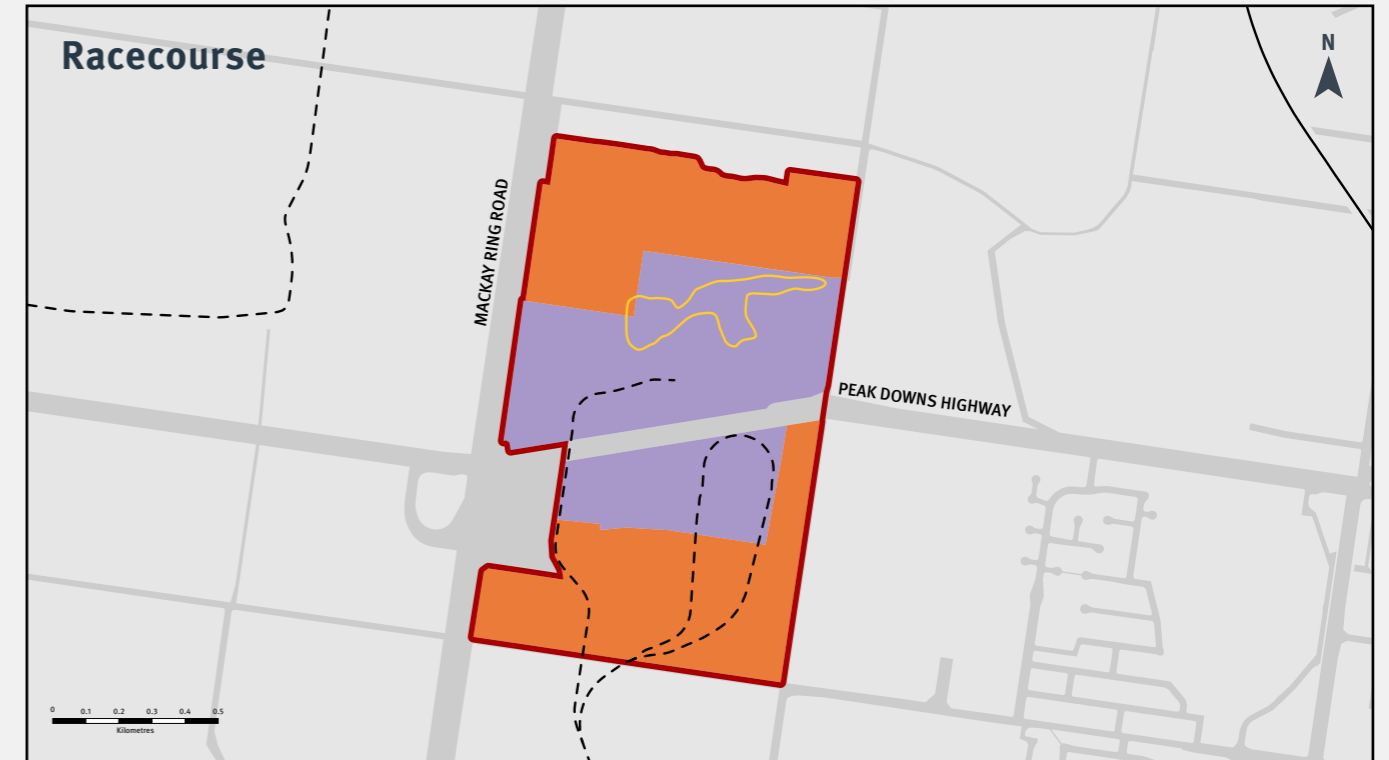 Racecourse
N
MACKAY RING ROAD
PEAK DOWNS HIGHWAY
0 0.1 0.2 0.3 0.4 0.5
Kilometres